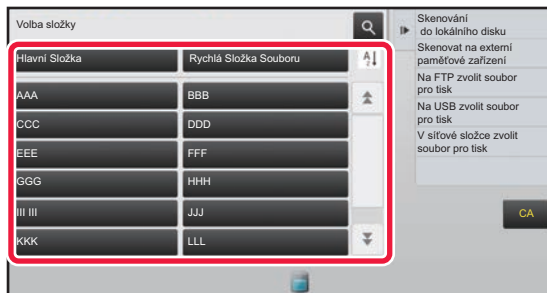 Volba složky
Hlavní Složka
Rychlá Složka Souboru
AAA
BBB
CCC
DDD
EEE
FFF
GGG
HHH
III III
JJJ
KKK
LLL
Skenování
do lokálního disku
Skenovat na externí
paměťové zařízení
Na FTP zvolit soubor
pro tisk
Na USB zvolit soubor
pro tisk
V síťové složce zvolit
soubor pro tisk
CA